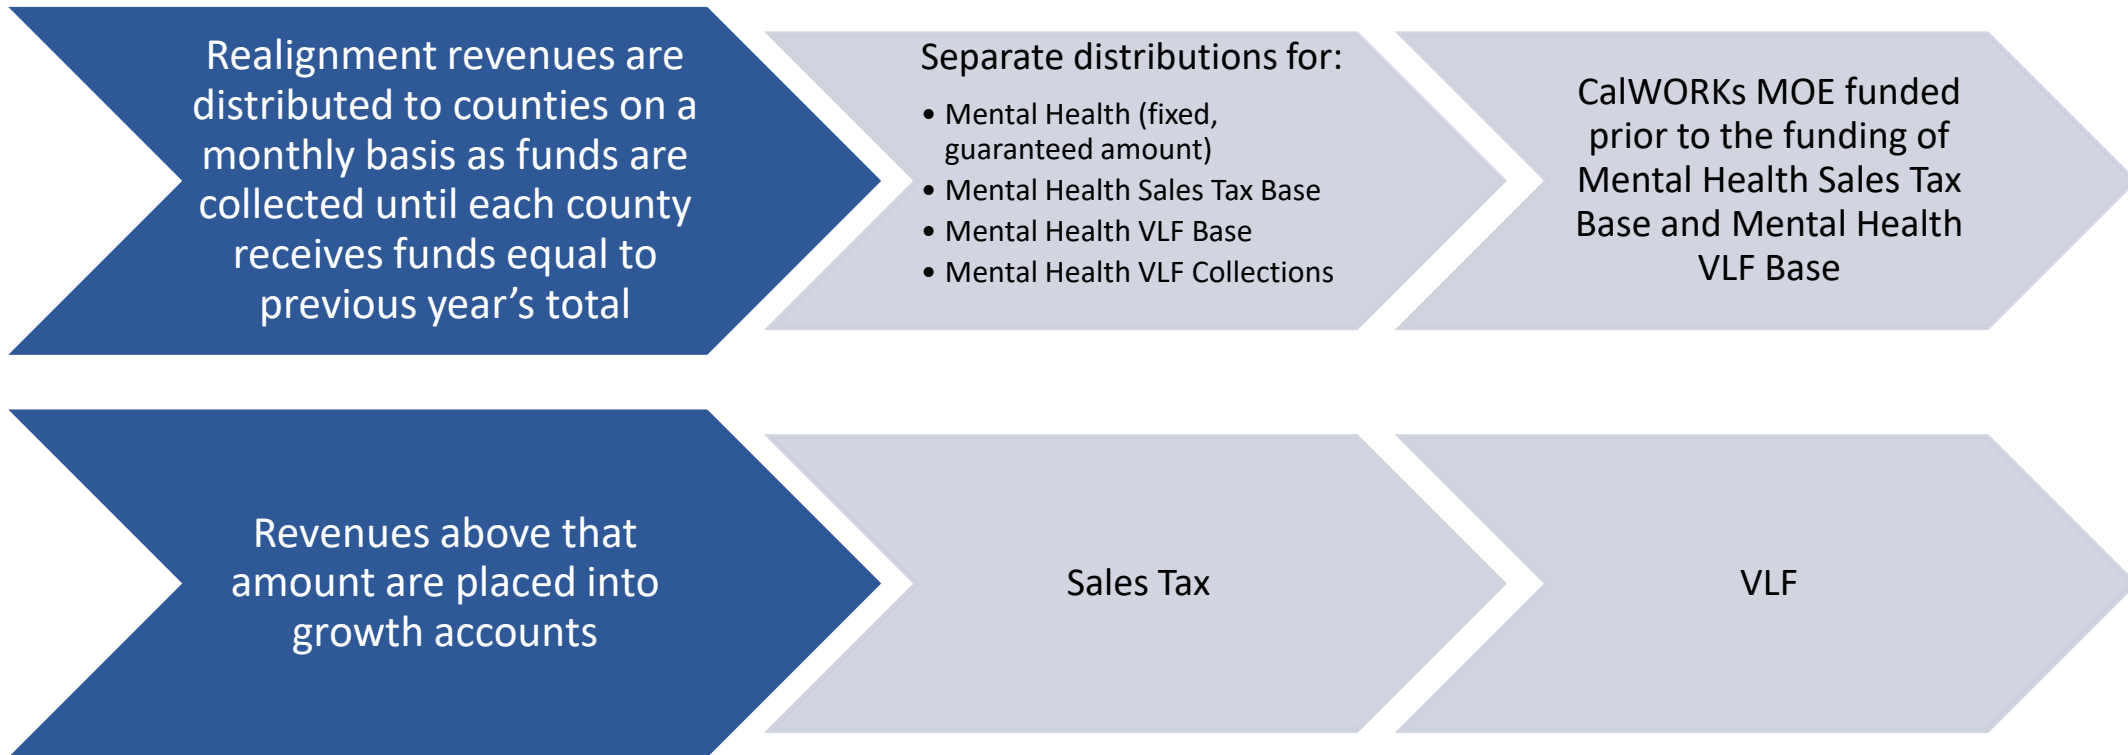 Realignment revenues are
distributed to counties on a
monthly basis as funds are
collected until each county
receives funds equal to
previous year’s total
Separate distributions for:
• Mental Health (fixed,
guaranteed amount)
• Mental Health Sales Tax Base
• Mental Health VLF Base
• Mental Health VLF Collections
CalWORKs MOE funded
prior to the funding of
Mental Health Sales Tax
Base and Mental Health
VLF Base
Revenues above that
amount are placed into
growth accounts
Sales Tax
VLF